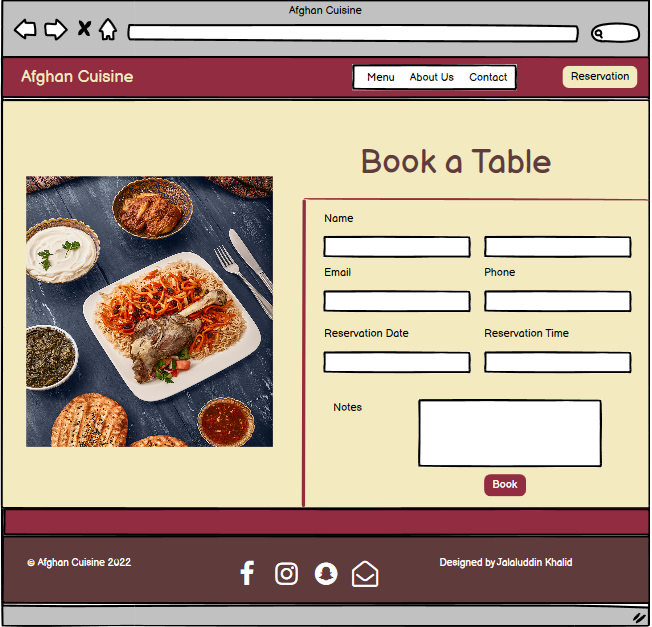 Afghan Cuisine
Afghan Cuisine
Menu About Us Contact
Reservation
Book a Table
Name
Email Phone
Reservation Date Reservation Time
Notes
Book
© Afghan Cuisine 2022
Designed by Jalaluddin Khalid